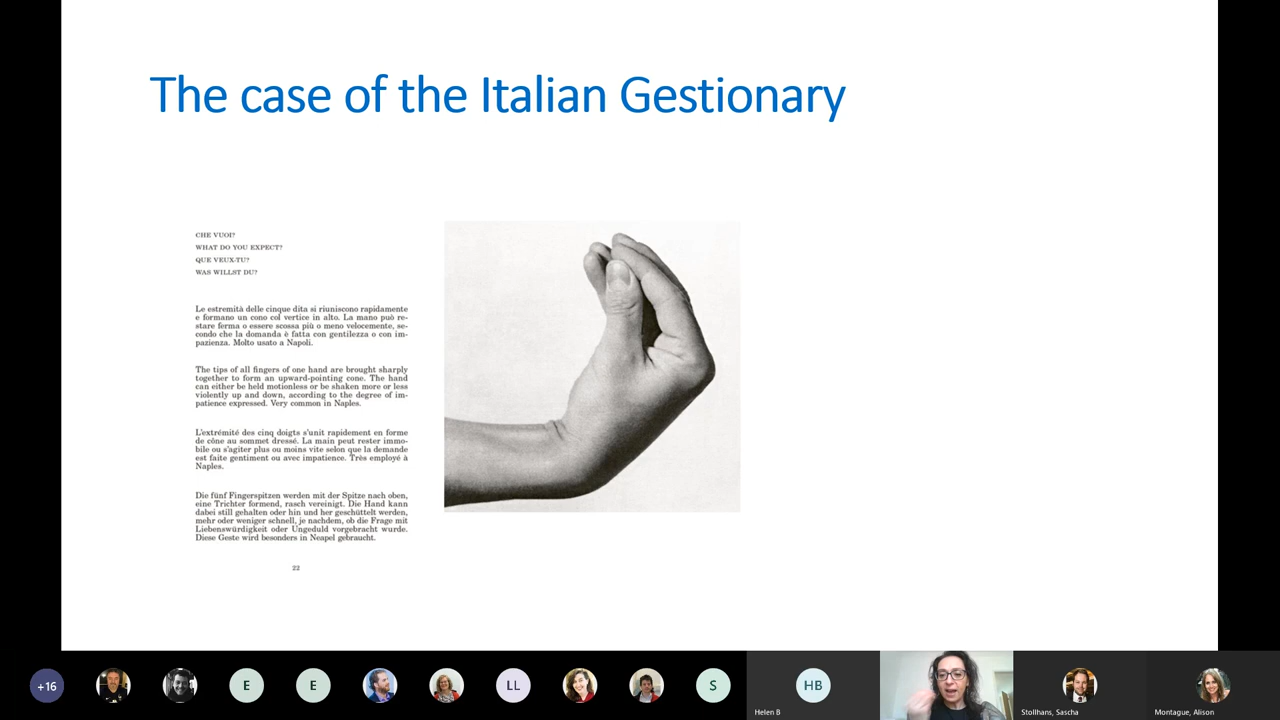 The case of the Italian Gestionary
CHE VUOI?
WHAT DO YOU EXPECT?
QUE VEUX-TU?
WAS WILLST DU?
Le estremità delle cinque dita si riuniscono rapidamente
e formano un cono col vertice in alto. La mano può re-
stare ferma o essere scossa più o meno velocemente, se-
condo che la domanda è fatta con gentilezza o con im-
pazienza. Molto usato a Napoli.
The tips of all fingers of one hand are brought sharply
together to form an upward-pointing cone. The hand
can either be held motionless or be shaken more or less
violently up and down, according to the degree of im-
patience expressed. Very common in Naples.
L'extrémité des cinq doigts s'unit rapidement en forme
de cône au sommet dressé. La main peut rester immo-
bile ou s'agiter plus ou moins vite selon que la demande
est faite gentiment ou avec impatience. Très employé à
Naples.
Die fünf Fingerspitzen werden mit der Spitze nach oben,
eine Trichter formend, rasch vereinigt. Die Hand kann
dabei still gehalten oder hin und her geschüttelt werden,
mehr oder weniger schnell, je nachdem, ob die Frage mit
Liebenswürdigkeit oder Ungeduld vorgebracht wurde.
Diese Geste wird besonders in Neapel gebraucht.
22
+16
E
E
LL
S
HB
Helen B
Stollhans, Sascha
Montague, Alison